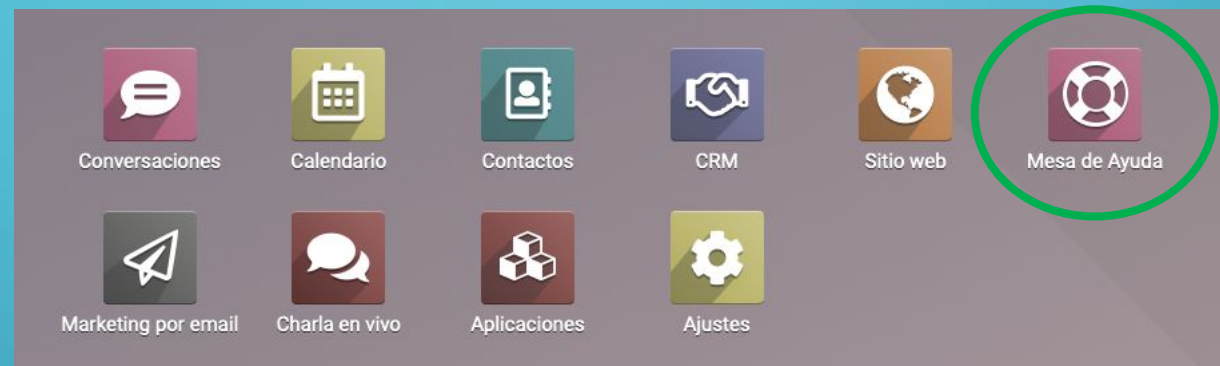 Conversaciones
Calendario
Contactos
CRM
Sitio web
Mesa de Ayuda
Marketing por email
Charla en vivo
Aplicaciones
Ajustes